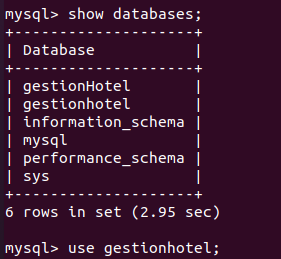 mysql> show databases;
+--------------------+
| Database           |
+--------------------+
| gestionHotel       |
| gestionhotel       |
| information_schema |
| mysql              |
| performance_schema |
| sys                |
+--------------------+
6 rows in set (2.95 sec)
mysql> use gestionhotel;